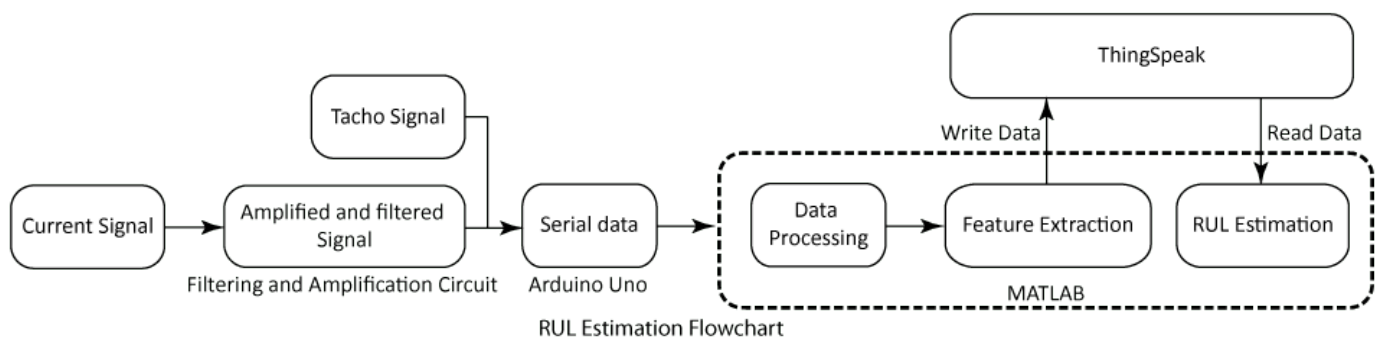 ThingSpeak
Tacho Signal
Write Data
Read Data
Current Signal
Amplified and filtered
Signal
Serial data
Data
Processing
Feature Extraction
RUL Estimation
Filtering and Amplification Circuit
Arduino Uno
MATLAB
RUL Estimation Flowchart